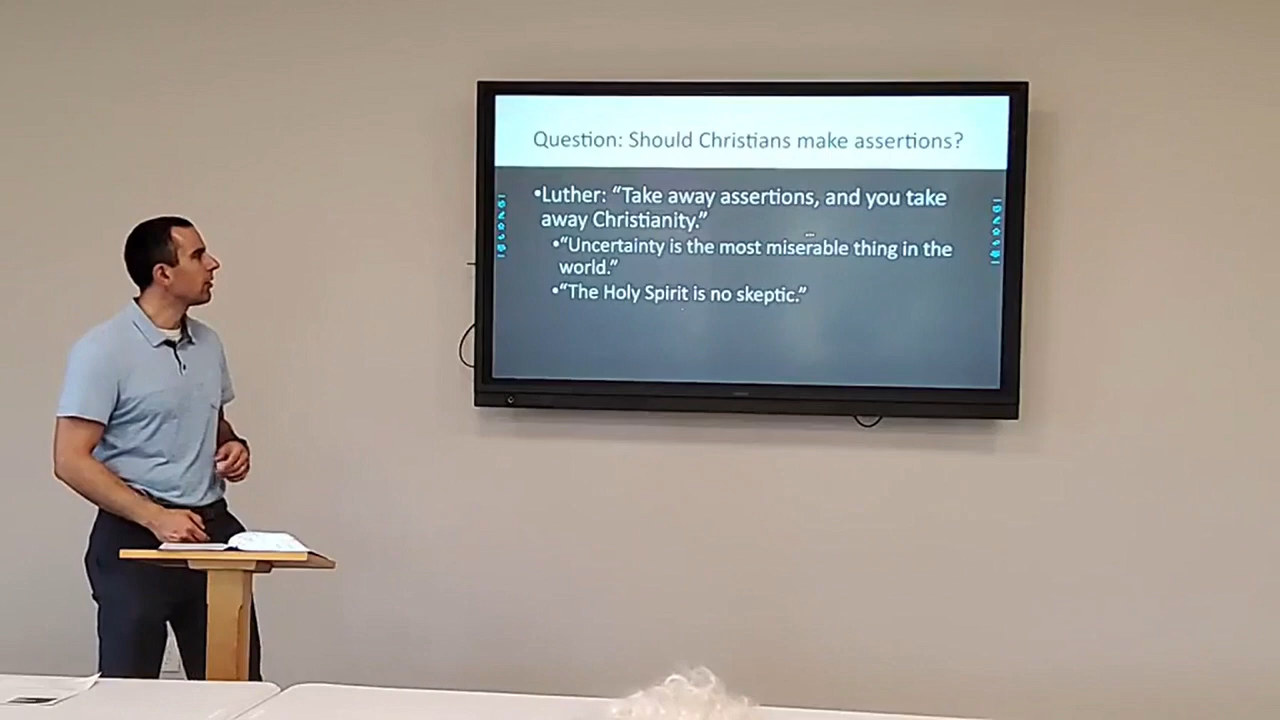 Question: Should Christians make assertions?
•Luther: “Take away assertions, and you take
away Christianity.”
•“Uncertainty is the most miserable thing in the
world.”
•“The Holy Spirit is no skeptic.”